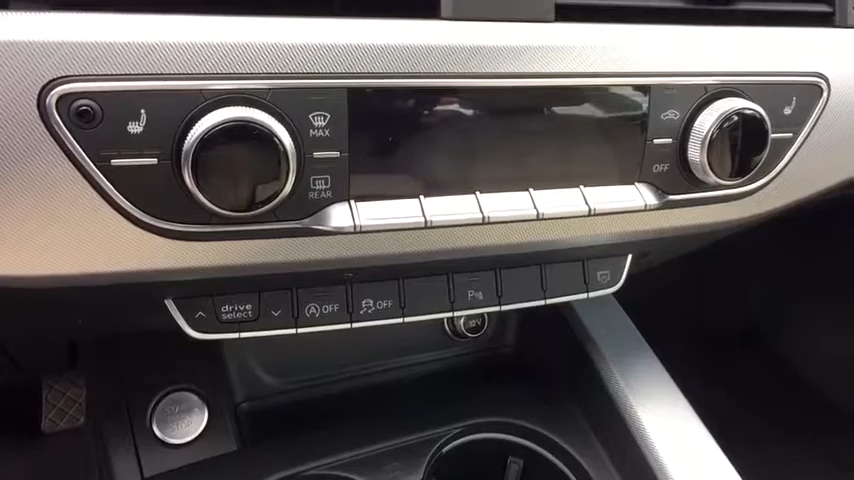 MAX
REAR
OFF
drive
select
A OFF
OFF
P
12V
START
STOP